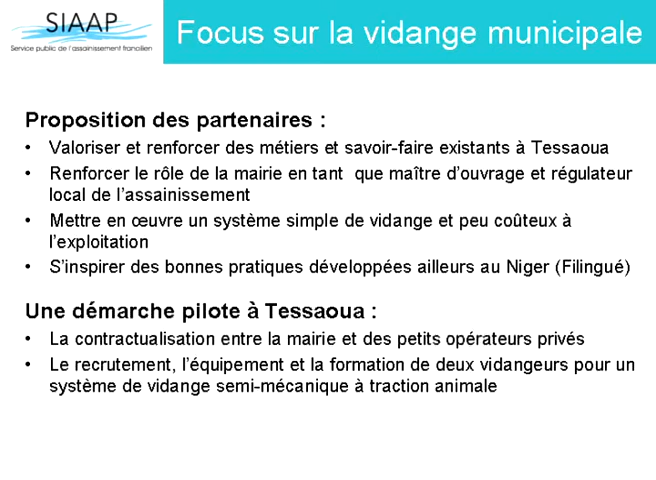 SIAAP
Service public de l'assainissement francilien
Focus sur la vidange municipale
Proposition des partenaires :
• Valoriser et renforcer des métiers et savoir-faire existants à Tessaoua
• Renforcer le rôle de la mairie en tant que maître d'ouvrage et régulateur
local de l'assainissement
• Mettre en œuvre un système simple de vidange et peu coûteux à
l'exploitation
• S'inspirer des bonnes pratiques développées ailleurs au Niger (Filingué)
Une démarche pilote à Tessaoua :
• La contractualisation entre la mairie et des petits opérateurs privés
• Le recrutement, l'équipement et la formation de deux vidangeurs pour un
système de vidange semi-mécanique à traction animale